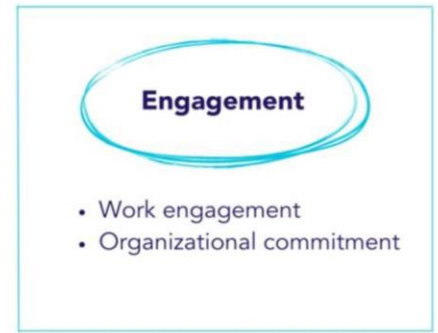 Engagement
• Work engagement
• Organizational commitment